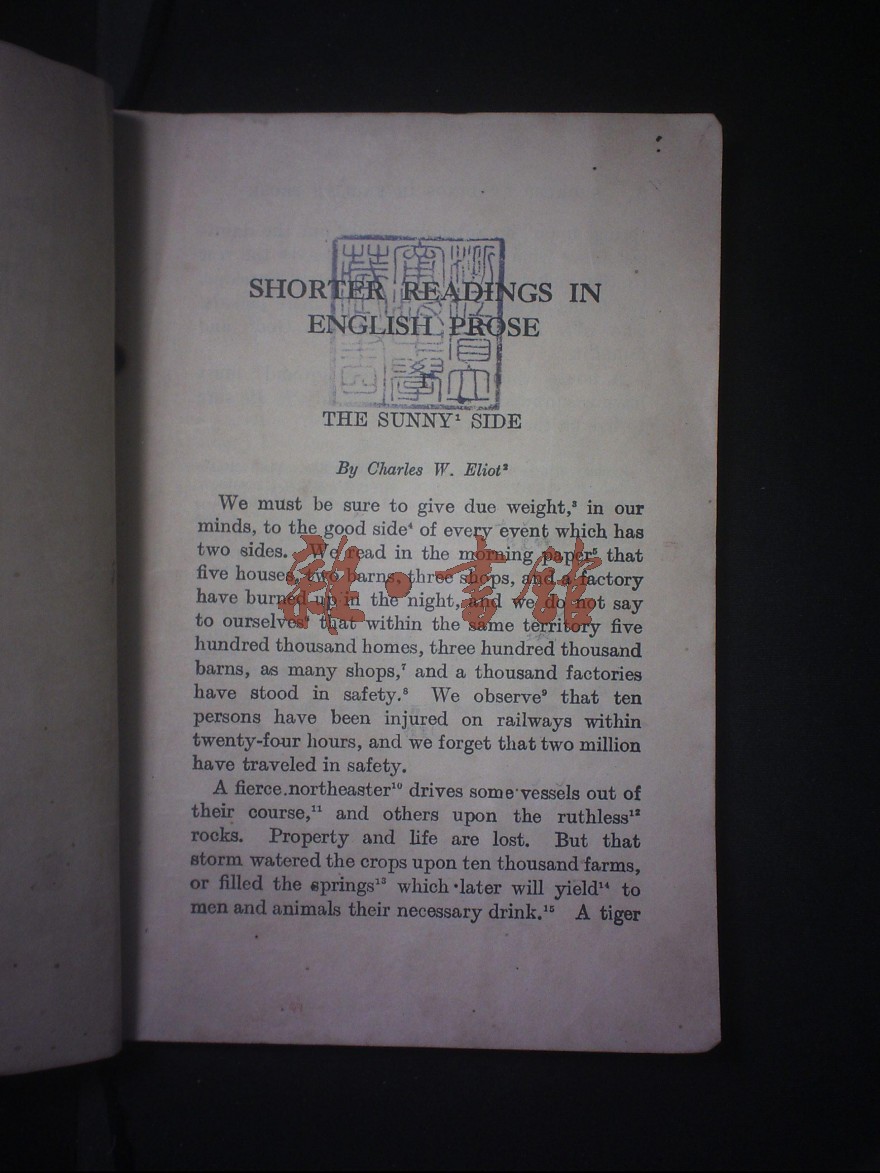 SHORTER READINGS IN
ENGLISH PROSE
I
THE SUNNY¹ SIDE
By Charles W. Eliot²
We must be sure to give due weight,³ in our
minds, to the good side⁴ of every event which has
two sides. We read in the morning paper⁵ that
five houses, two barns, three shops, and a factory
have burned up in the night, and we do not say
to ourselves⁶ that within the same territory five
hundred thousand homes, three hundred thousand
barns, as many shops,⁷ and a thousand factories
have stood in safety.⁸ We observe⁹ that ten
persons have been injured on railways within
twenty-four hours, and we forget that two million
have traveled in safety.
A fierce northeaster¹⁰ drives some vessels out of
their course,¹¹ and others upon the ruthless¹²
rocks. Property and life are lost. But that
storm watered the crops upon ten thousand farms,
or filled the springs¹³ which later will yield¹⁴ to
men and animals their necessary drink.¹⁵ A tiger
雜·書館